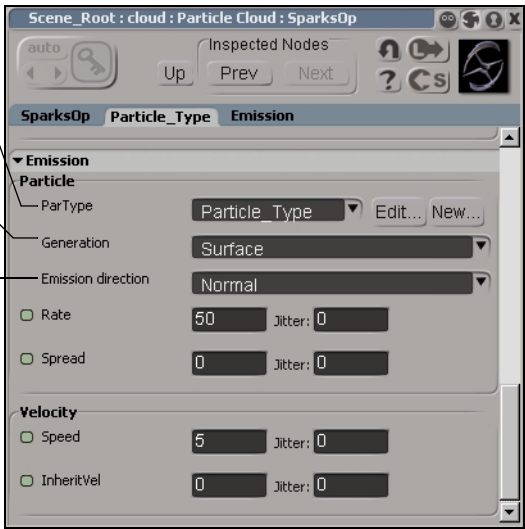 Scene_Root : cloud : Particle Cloud : SparksOp
auto
Inspected Nodes
Up Prev Next
? C s
SparksOp Particle_Type Emission
Emission
Particle
ParType Particle_Type Edit... New...
Generation Surface
Emission direction Normal
Rate 50 Jitter: 0
Spread 0 Jitter: 0
Velocity
Speed 5 Jitter: 0
InheritVel 0 Jitter: 0